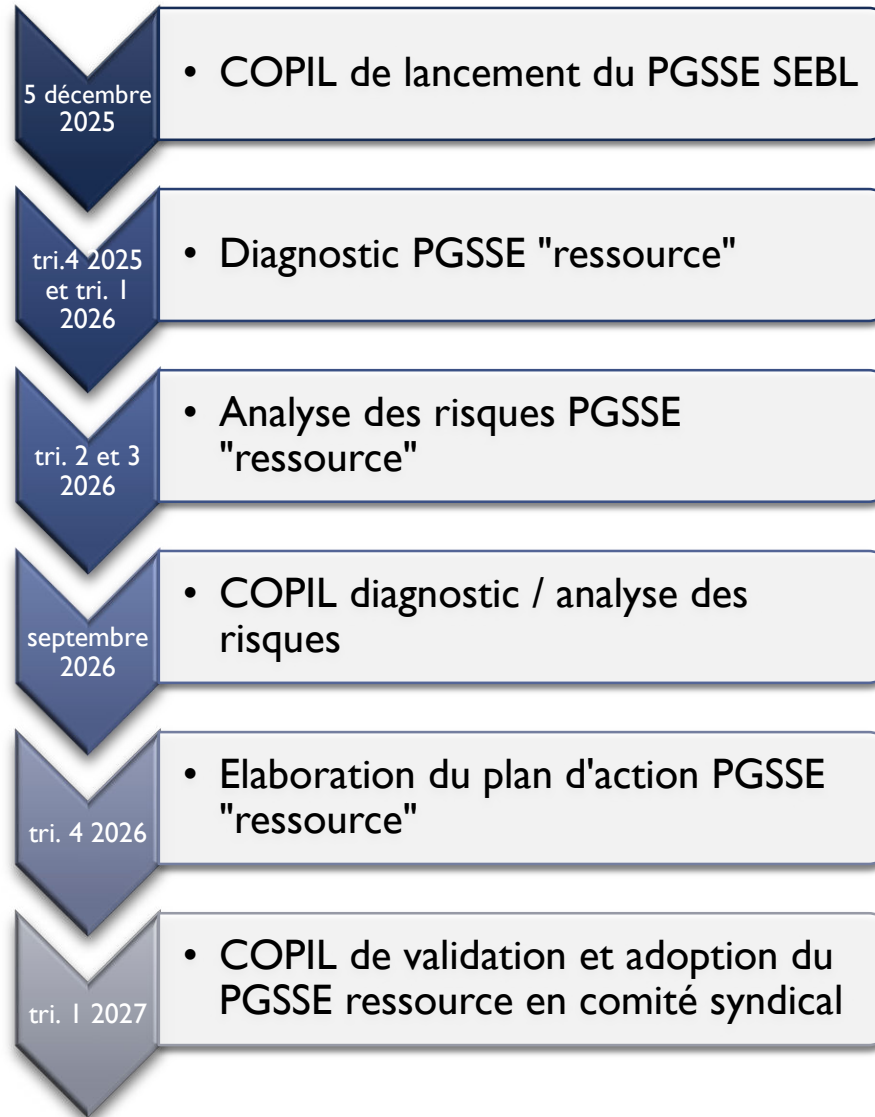 5 décembre
2025
• COPIL de lancement du PGSSE SEBL
tri.4 2025
et tri. 1
2026
• Diagnostic PGSSE "ressource"
tri. 2 et 3
2026
• Analyse des risques PGSSE
"ressource"
septembre
2026
• COPIL diagnostic / analyse des
risques
tri. 4 2026
• Elaboration du plan d'action PGSSE
"ressource"
tri. 1 2027
• COPIL de validation et adoption du
PGSSE ressource en comité syndical